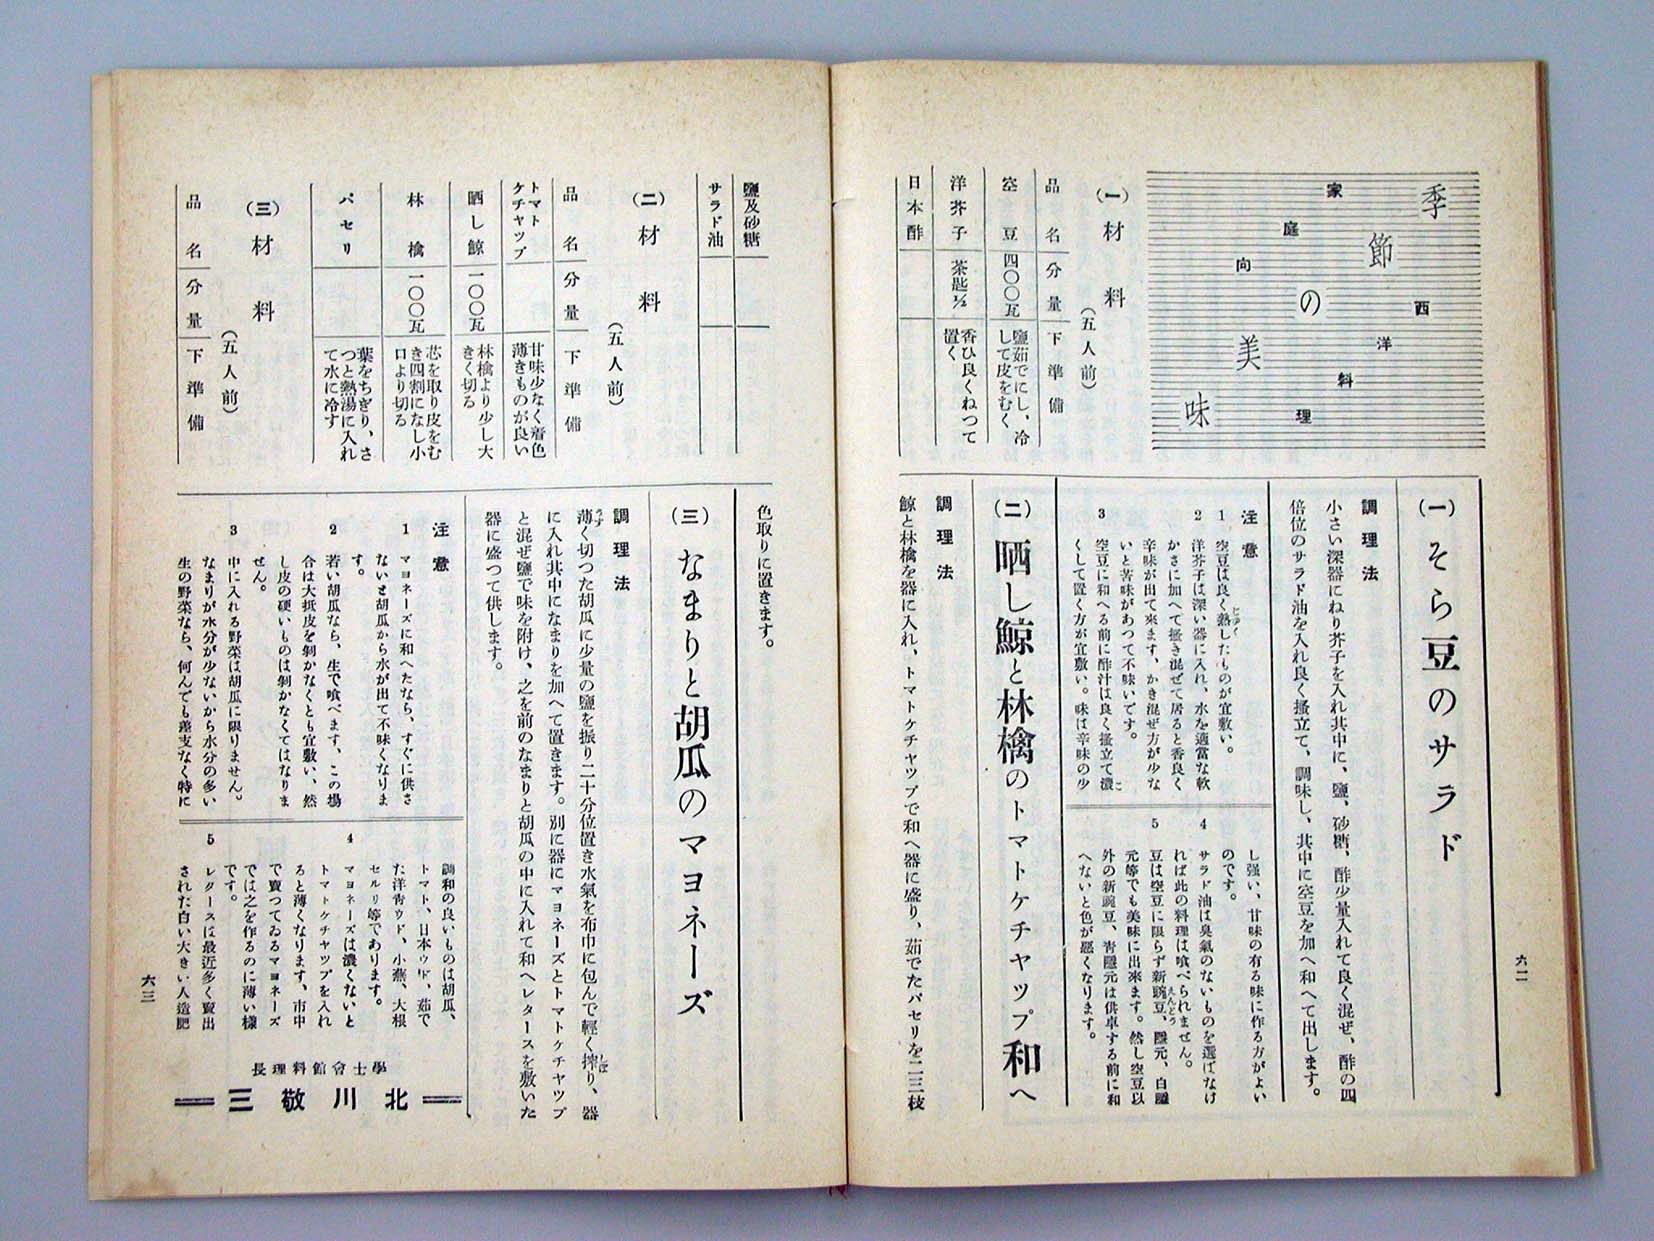 季節の美味
家庭向
西洋料理
(一)材料
(五人前)
品名 分量 下準備
空豆 四〇〇瓦 鹽茹でにし、冷して皮をむく
洋芥子 茶匙½ 香ひ良くねつて置く
日本酢
(一)そら豆のサラド
調理法
小さい深器にねり芥子を入れ其中に、鹽、砂糖、酢少量入れて良く混ぜ、酢の四
倍位のサラド油を入れ良く搔立て、調味し、其中に空豆を加へ和へて出します。
注意
1 空豆は良く熟したものが宜敷い。
じゆく
2 洋芥子は深い器に入れ、水を適當な軟
かさに加へて搔き混ぜて居ると香良く
辛味が出て來ます、かき混ぜ方が少な
いと苦味があつて不味いです。
3 空豆に和へる前に酢汁は良く搔立て濃
こ
くして置く方が宜敷い。味は辛味の少
し强い、甘味の有る味に作る方がよい
のです。
4 サラド油は臭氣のないものを選ばなけ
れば此の料理は喰べられません。
5 豆は空豆に限らず新豌豆、隱元、白隱
えんどう
元等でも美味に出來ます。然し空豆以
外の新豌豆、靑隱元は供卓する前に和
へないと色が惡くなります。
(二)晒し鯨と林檎のトマトケチヤツプ和へ
調理法
鯨と林檎を器に入れ、トマトケチヤツプで和へ器に盛り、茹でたパセリを二三枝
六二
鹽及砂糖
サラド油
(二)材料
(五人前)
品名 分量 下準備
トマトケチヤツプ 甘味少なく着色薄きものが良い
晒し鯨 一〇〇瓦 林檎より少し大きく切る
林檎 一〇〇瓦 芯を取り皮をむき四割になし小口より切る
パセリ 葉をちぎり、さつと熱湯に入れて水に冷す
(三)材料
(五人前)
品名 分量 下準備
色取りに置きます。
(三)なまりと胡瓜のマヨネーズ
調理法
薄く切つた胡瓜に少量の鹽を振り二十分位置き水氣を布巾に包んで輕く搾り、器
うす
しぼ
に入れ其中になまりを加へて置きます。別に器にマヨネーズとトマトケチヤツプ
と混ぜ鹽で味を附け、之を前のなまりと胡瓜の中に入れて和へレタースを敷いた
器に盛つて供します。
注意
1 マヨネーズに和へたなら、すぐに供さ
ないと胡瓜から水が出て不味くなりま
す。
2 若い胡瓜なら、生で喰べます、この場
合は大抵皮を剝かなくとも宜敷い、然
し皮の硬いものは剝かなくてはなりま
せん。
3 中に入れる野菜は胡瓜に限りません。
なまりが水分が少ないから水分の多い
生の野菜なら、何んでも差支なく特に
調和の良いものは胡瓜、
トマト、日本ウド、茹で
た洋靑ウド、小蕪、大根
セルリ等であります。
4 マヨネーズは濃くないと
トマトケチヤツプを入れ
ると薄くなります、市中
で賣つてゐるマヨネーズ
では之を作るのに薄い樣
です。
5 レタースは最近多く賣出
された白い大きい人造肥
學士會館料理長
北川敬三
六三